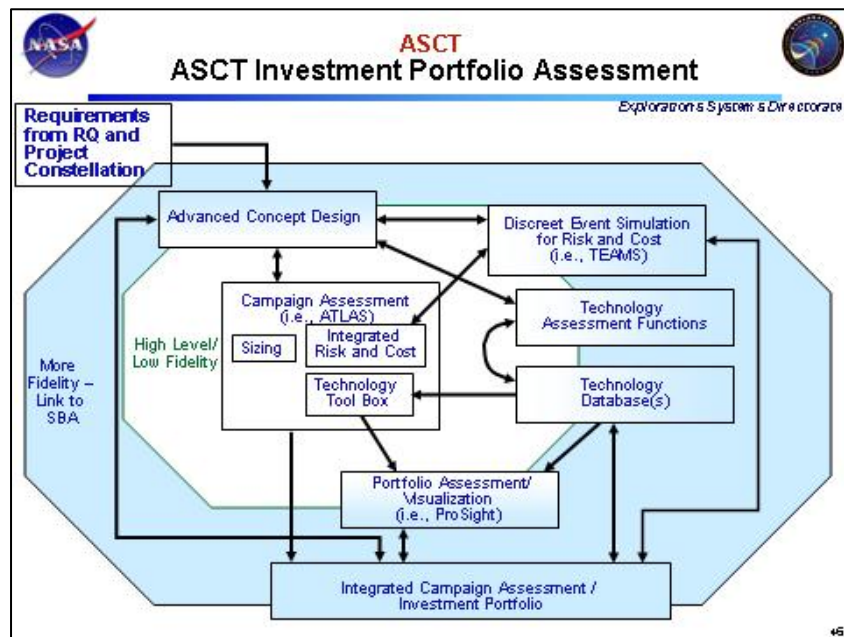 NASA
ASCT
ASCT Investment Portfolio Assessment
Exploration & Systems Directorate
Requirements
from RQ and
Project
Constellation
Advanced Concept Design
Discreet Event Simulation
for Risk and Cost
(i.e., TEAMS)
Campaign Assessment
(i.e., ATLAS)
Sizing
Integrated
Risk and Cost
Technology
Tool Box
High Level/
Low Fidelity
Technology
Assessment Functions
More
Fidelity –
Link to
SBA
Technology
Database(s)
Portfolio Assessment/
Visualization
(i.e., ProSight)
Integrated Campaign Assessment /
Investment Portfolio